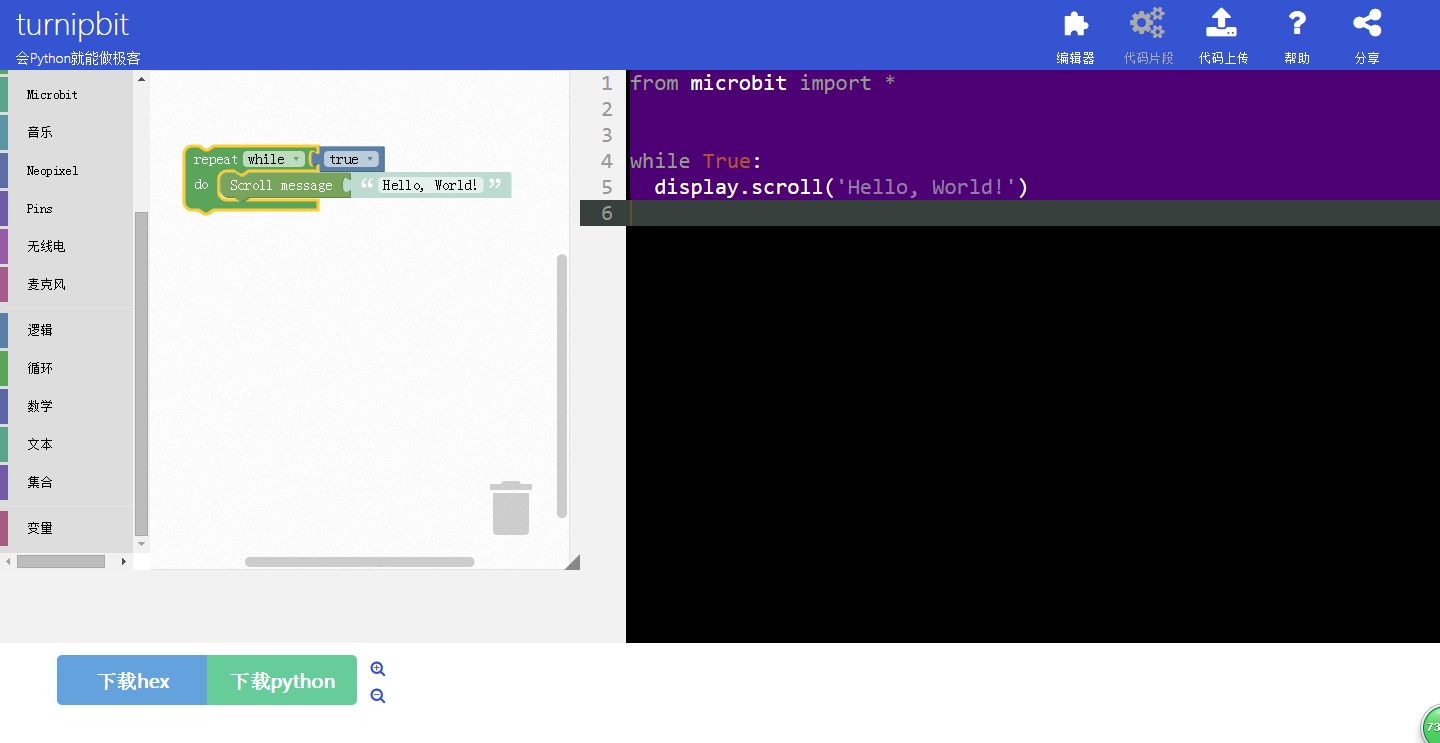 turnipbit
会Python就能做极客
编辑器
代码片段
代码上传
帮助
分享
Microbit
音乐
Neopixel
Pins
无线电
麦克风
逻辑
循环
数学
文本
集合
变量
repeat while true
do Scroll message “ Hello, World! ”
1 from microbit import *
2
3
4 while True:
5 display.scroll('Hello, World!')
6
下载hex
下载python
73